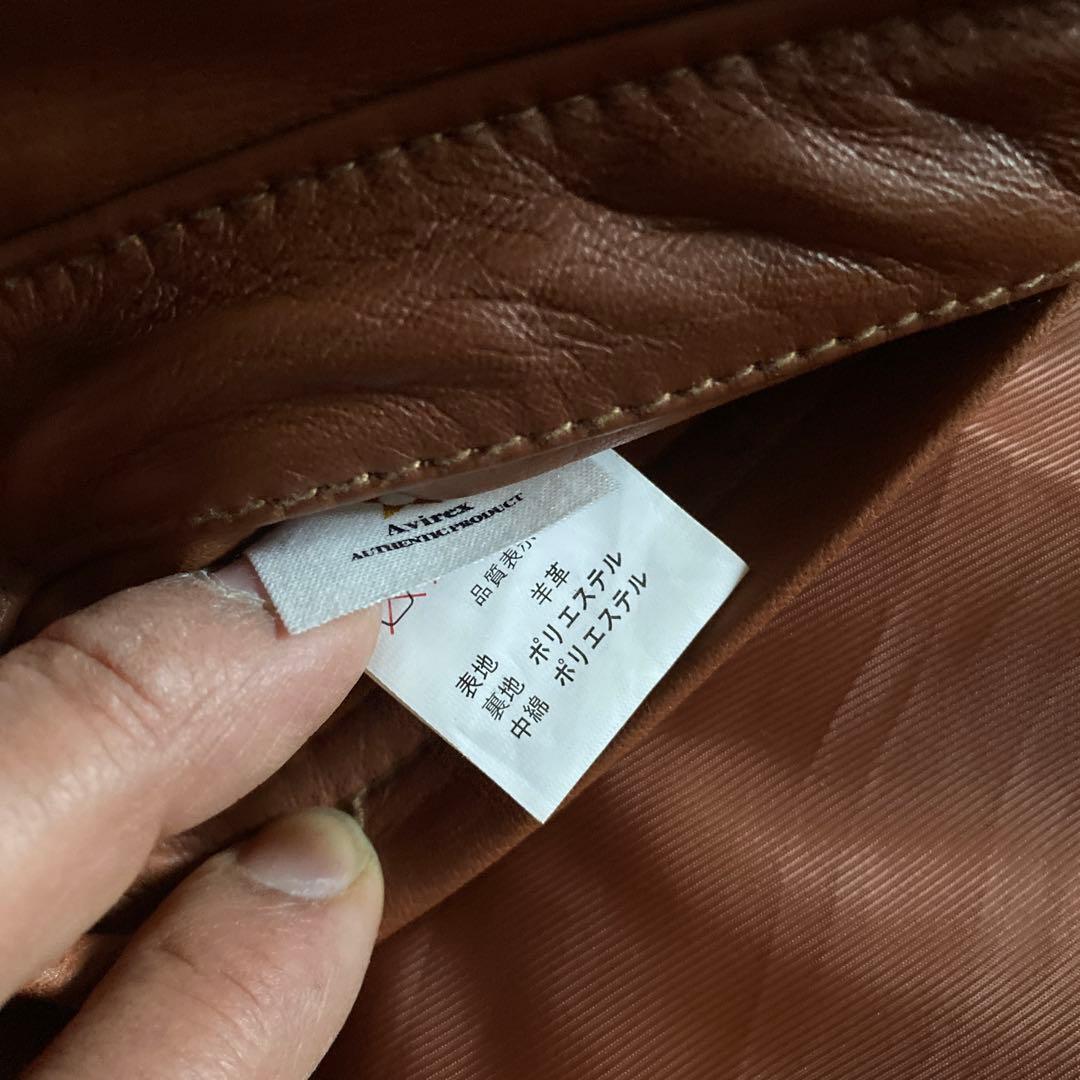 Avirex
AUTHENTIC PRODUCT
品質表示
表地 羊革
裏地 ポリエステル
中綿 ポリエステル